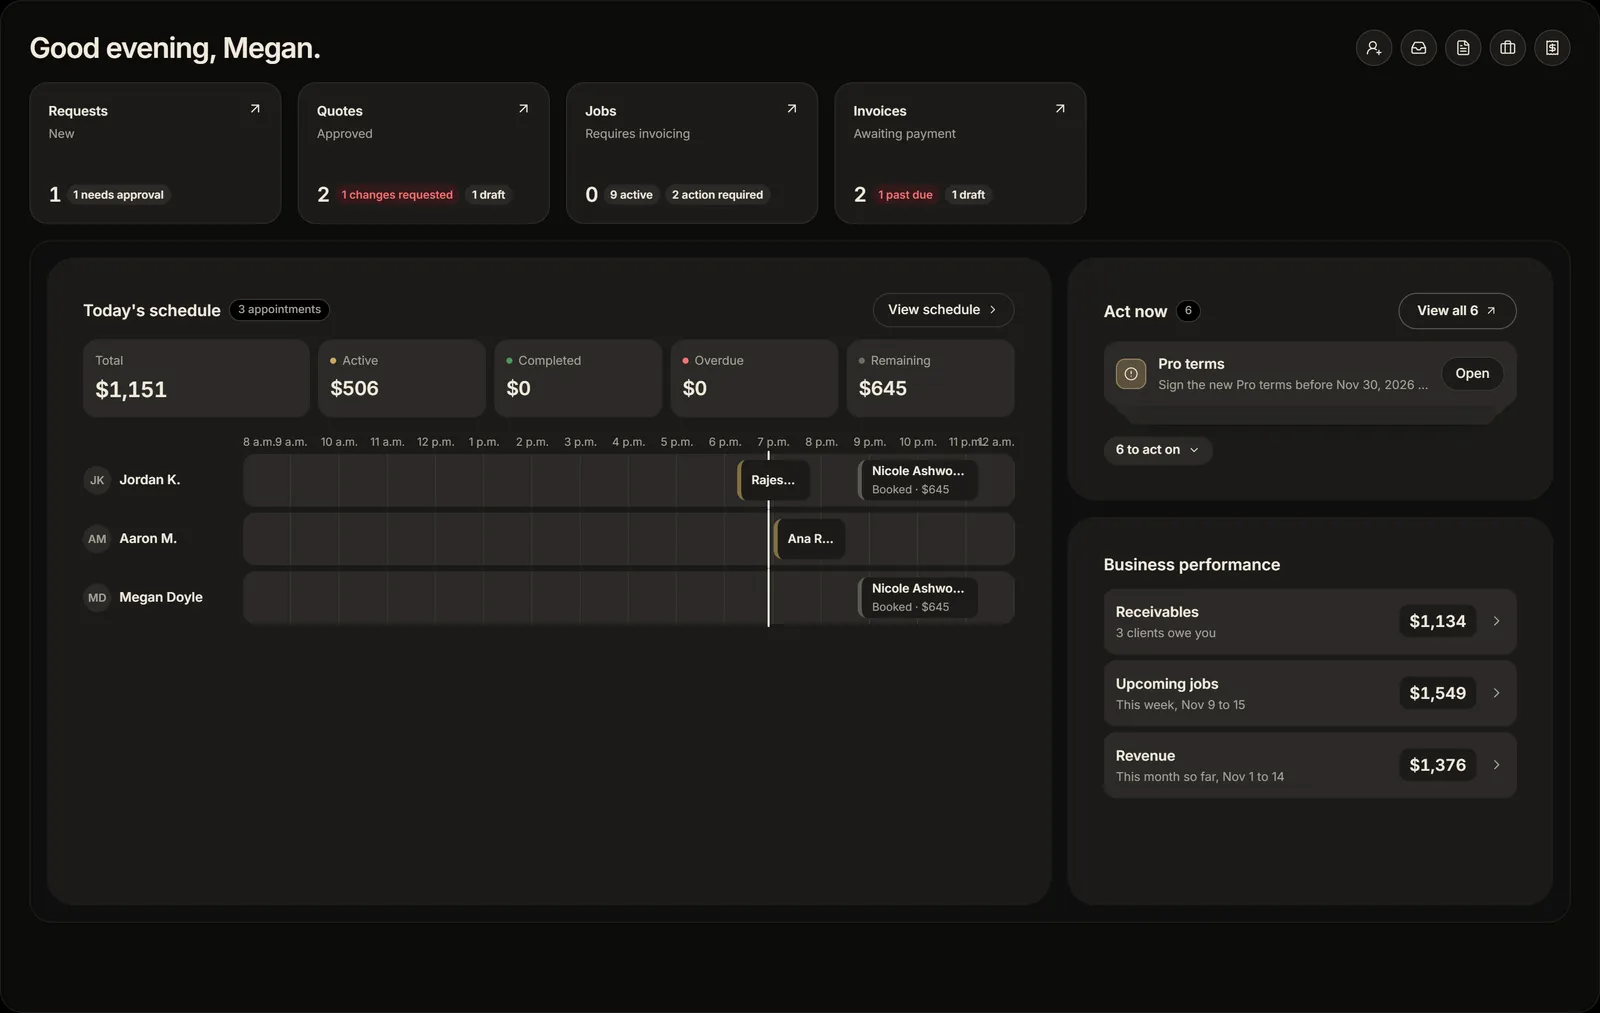 Good evening, Megan.
Requests
New
1 1 needs approval
Quotes
Approved
2 1 changes requested 1 draft
Jobs
Requires invoicing
0 9 active 2 action required
Invoices
Awaiting payment
2 1 past due 1 draft
Today's schedule 3 appointments
View schedule
Total
$1,151
Active
$506
Completed
$0
Overdue
$0
Remaining
$645
8 a.m. 9 a.m. 10 a.m. 11 a.m. 12 p.m. 1 p.m. 2 p.m. 3 p.m. 4 p.m. 5 p.m. 6 p.m. 7 p.m. 8 p.m. 9 p.m. 10 p.m. 11 p.m. 12 a.m.
JK Jordan K.
Rajes...
Nicole Ashwo...
Booked · $645
AM Aaron M.
Ana R...
MD Megan Doyle
Nicole Ashwo...
Booked · $645
Act now 6
View all 6
Pro terms
Sign the new Pro terms before Nov 30, 2026 ...
Open
6 to act on
Business performance
Receivables
3 clients owe you
$1,134
Upcoming jobs
This week, Nov 9 to 15
$1,549
Revenue
This month so far, Nov 1 to 14
$1,376